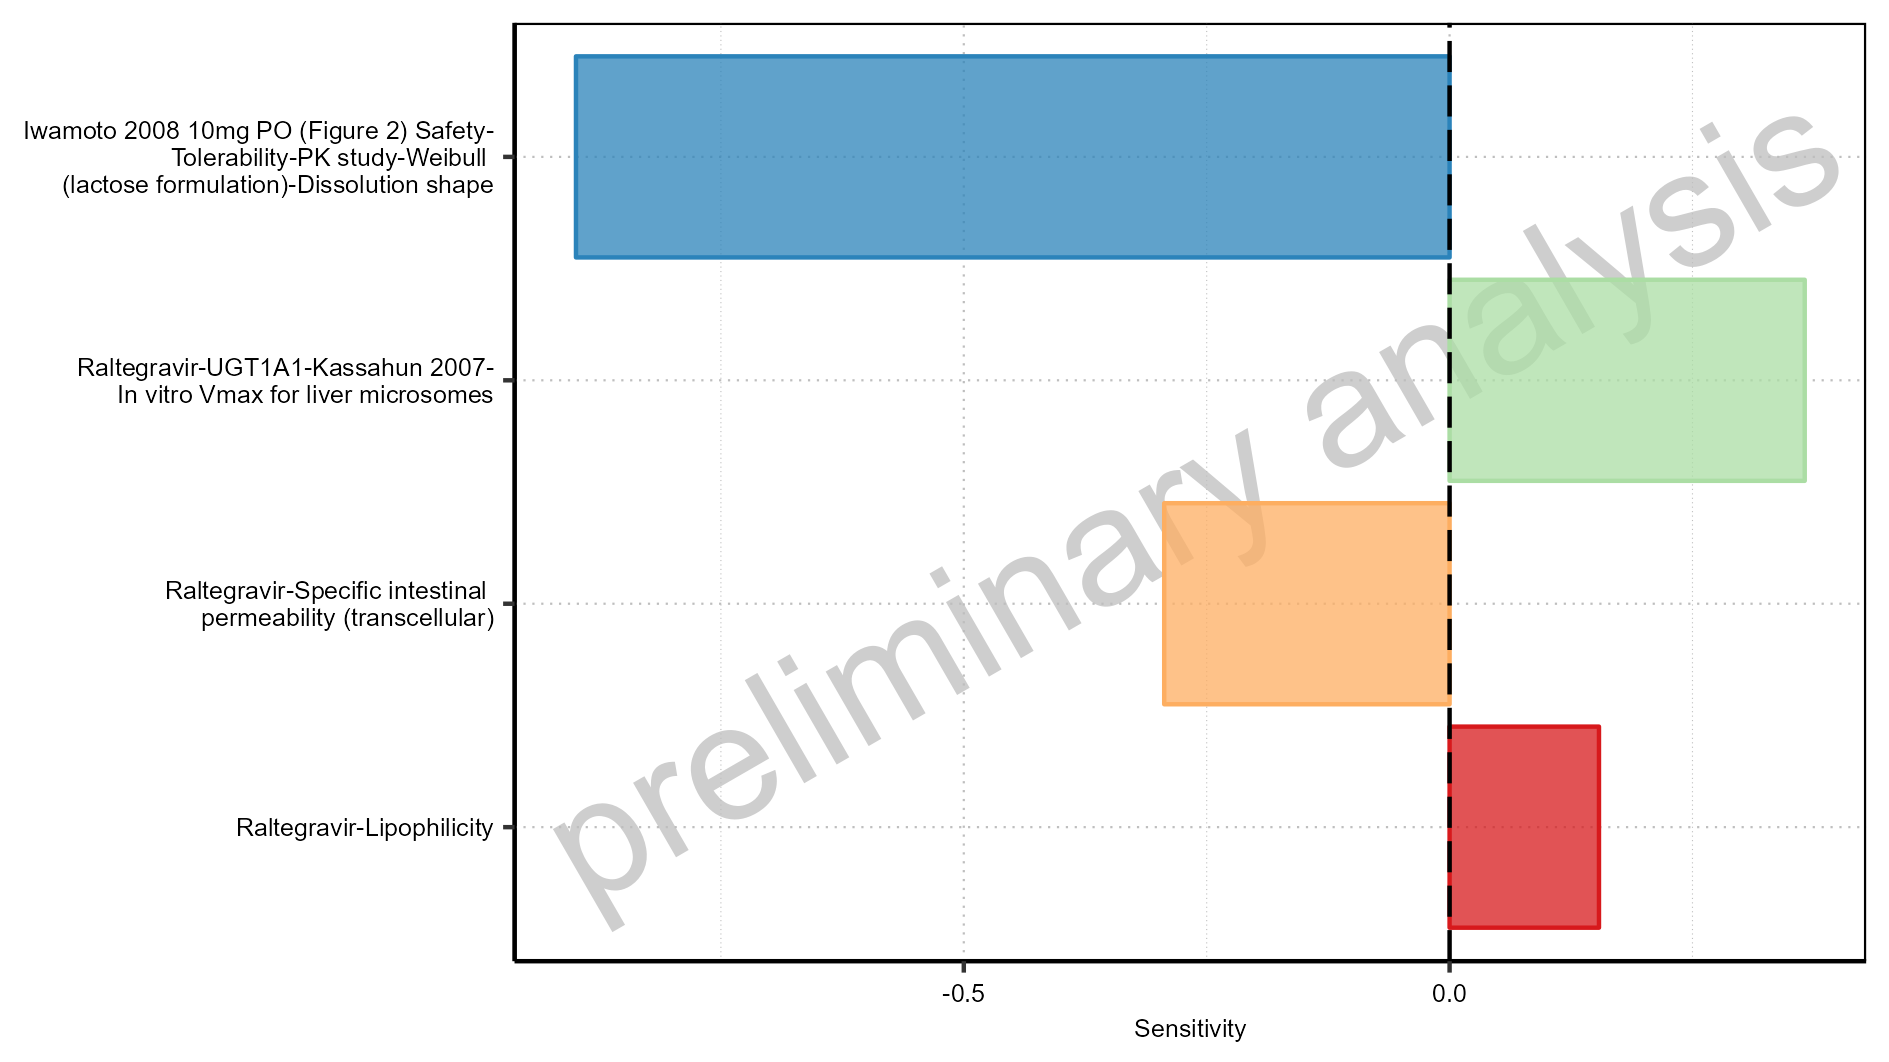 Iwamoto 2008 10mg PO (Figure 2) Safety-
Tolerability-PK study-Weibull
(lactose formulation)-Dissolution shape
Raltegravir-UGT1A1-Kassahun 2007-
In vitro Vmax for liver microsomes
Raltegravir-Specific intestinal
permeability (transcellular)
Raltegravir-Lipophilicity
preliminary analysis
-0.5
0.0
Sensitivity